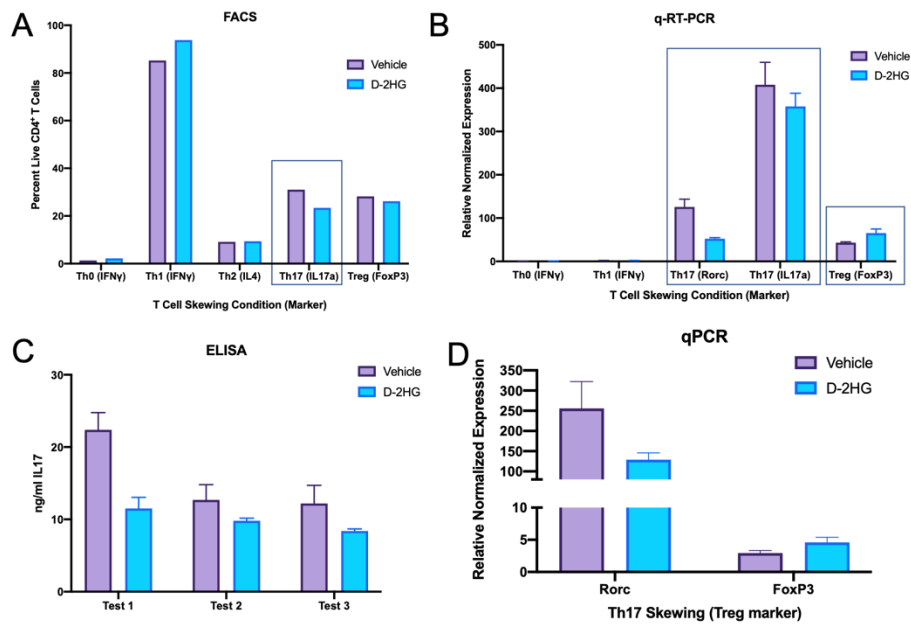 A
FACS
Percent Live CD4⁺ T Cells
100
80
60
40
20
0
Vehicle
D-2HG
Th0 (IFNγ) Th1 (IFNγ) Th2 (IL4) Th17 (IL17a) Treg (FoxP3)
T Cell Skewing Condition (Marker)
B
q-RT-PCR
Relative Normalized Expression
500
400
300
200
100
0
Vehicle
D-2HG
Th0 (IFNγ) Th1 (IFNγ) Th17 (Rorc) Th17 (IL17a) Treg (FoxP3)
T Cell Skewing Condition (Marker)
C
ELISA
ng/ml IL17
30
20
10
0
Vehicle
D-2HG
Test 1 Test 2 Test 3
D
qPCR
Relative Normalized Expression
350
300
250
200
150
100
10
5
0
Vehicle
D-2HG
Rorc FoxP3
Th17 Skewing (Treg marker)